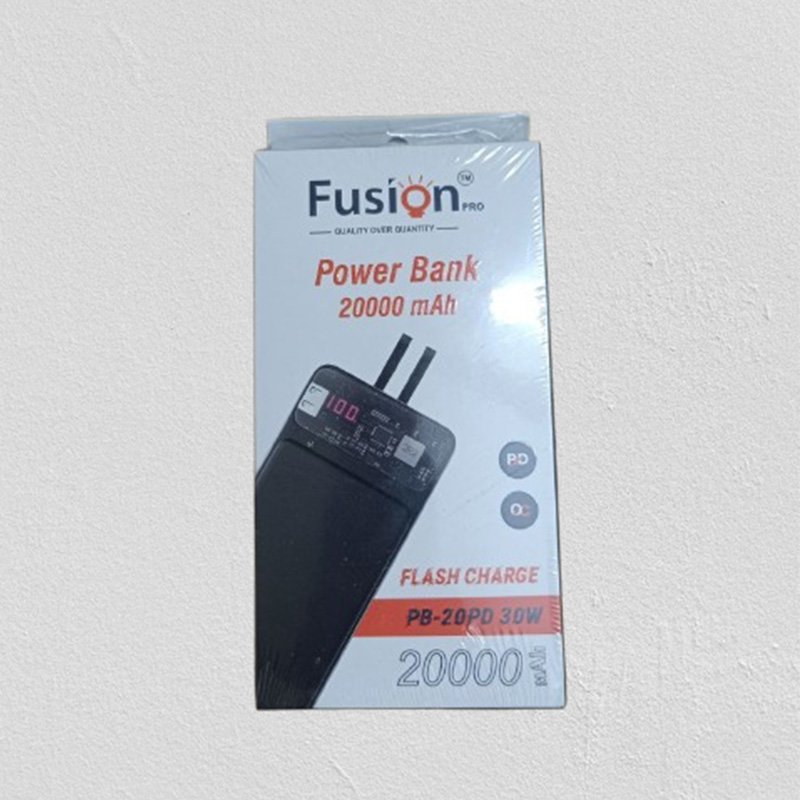 Fusion TM
PRO
QUALITY OVER QUANTITY
Power Bank
20000 mAh
100
PD
QC
FLASH CHARGE
PB-20PD 30W
20000 mAh